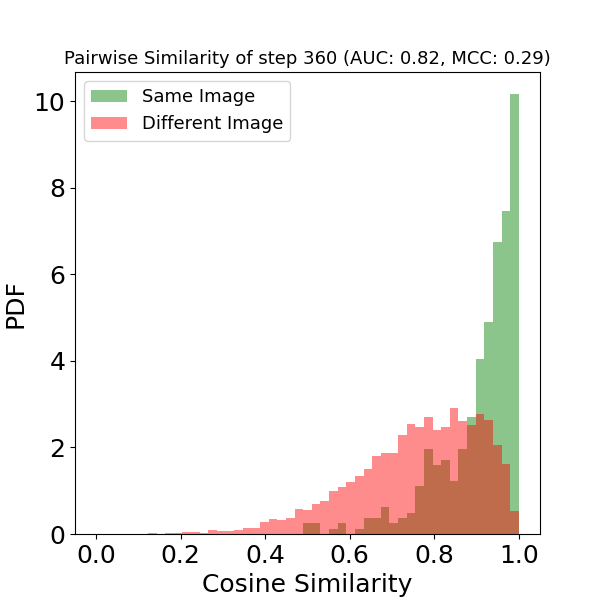 Pairwise Similarity of step 360 (AUC: 0.82, MCC: 0.29)
Same Image
Different Image
PDF
10
8
6
4
2
0
0.0 0.2 0.4 0.6 0.8 1.0
Cosine Similarity